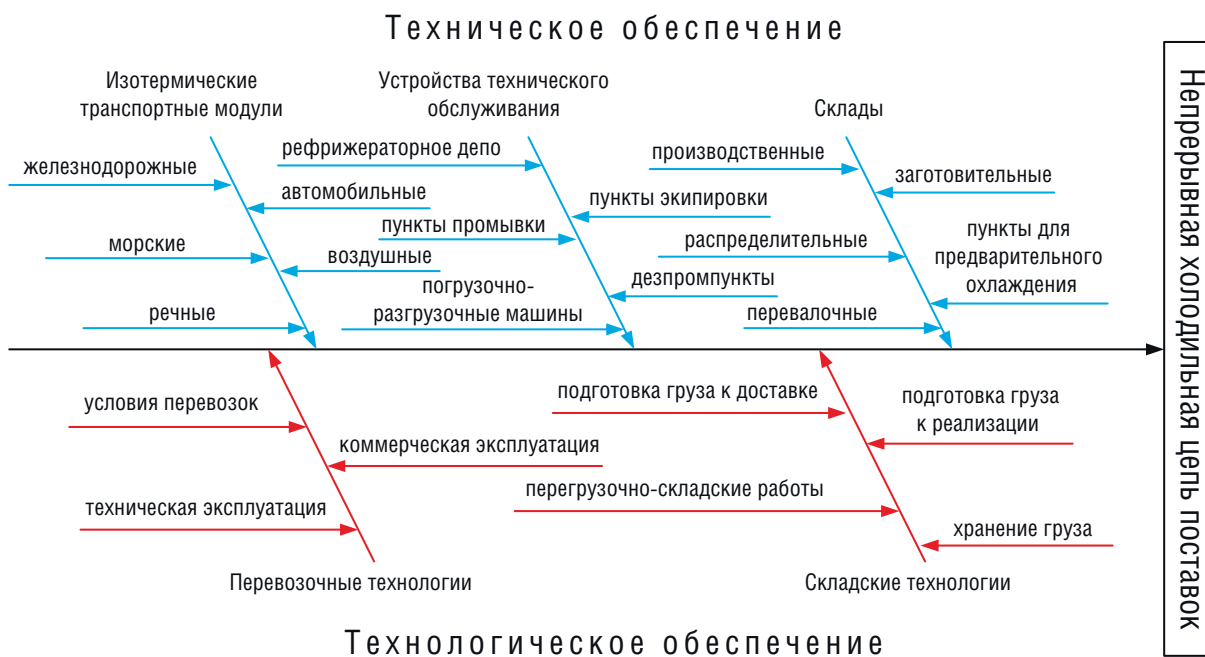 Техническое обеспечение
Изотермические
транспортные модули
железнодорожные
автомобильные
морские
воздушные
речные
Устройства технического
обслуживания
рефрижераторное депо
пункты экипировки
пункты промывки
дезпромпункты
погрузочно-
разгрузочные машины
Склады
производственные
заготовительные
распределительные
пункты для
предварительного
охлаждения
перевалочные
условия перевозок
коммерческая эксплуатация
техническая эксплуатация
Перевозочные технологии
подготовка груза к доставке
подготовка груза
к реализации
перегрузочно-складские работы
хранение груза
Складские технологии
Технологическое обеспечение
Непрерывная холодильная цепь поставок